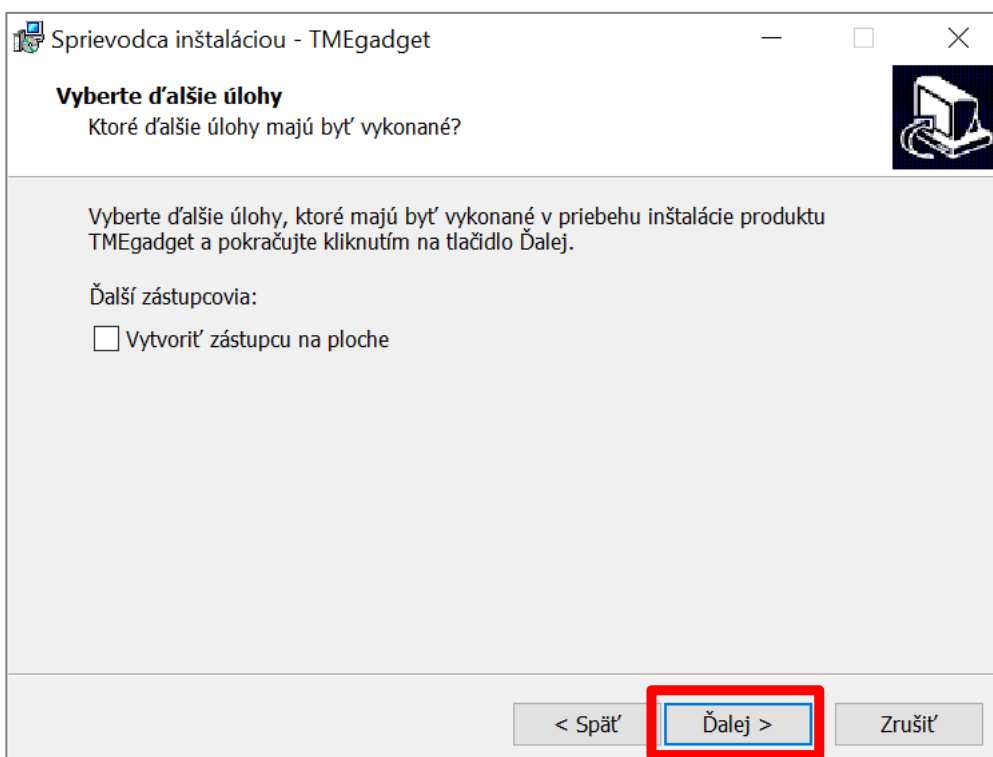 Sprievodca inštaláciou - TMEgadget
Vyberte ďalšie úlohy
Ktoré ďalšie úlohy majú byť vykonané?
Vyberte ďalšie úlohy, ktoré majú byť vykonané v priebehu inštalácie produktu
TMEgadget a pokračujte kliknutím na tlačidlo Ďalej.
Ďalší zástupcovia:
Vytvoriť zástupcu na ploche
< Späť
Ďalej >
Zrušiť